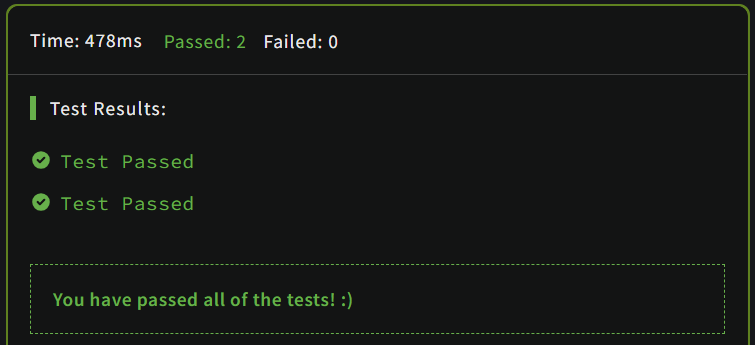 Time: 478ms Passed: 2 Failed: 0
Test Results:
Test Passed
Test Passed
You have passed all of the tests! :)